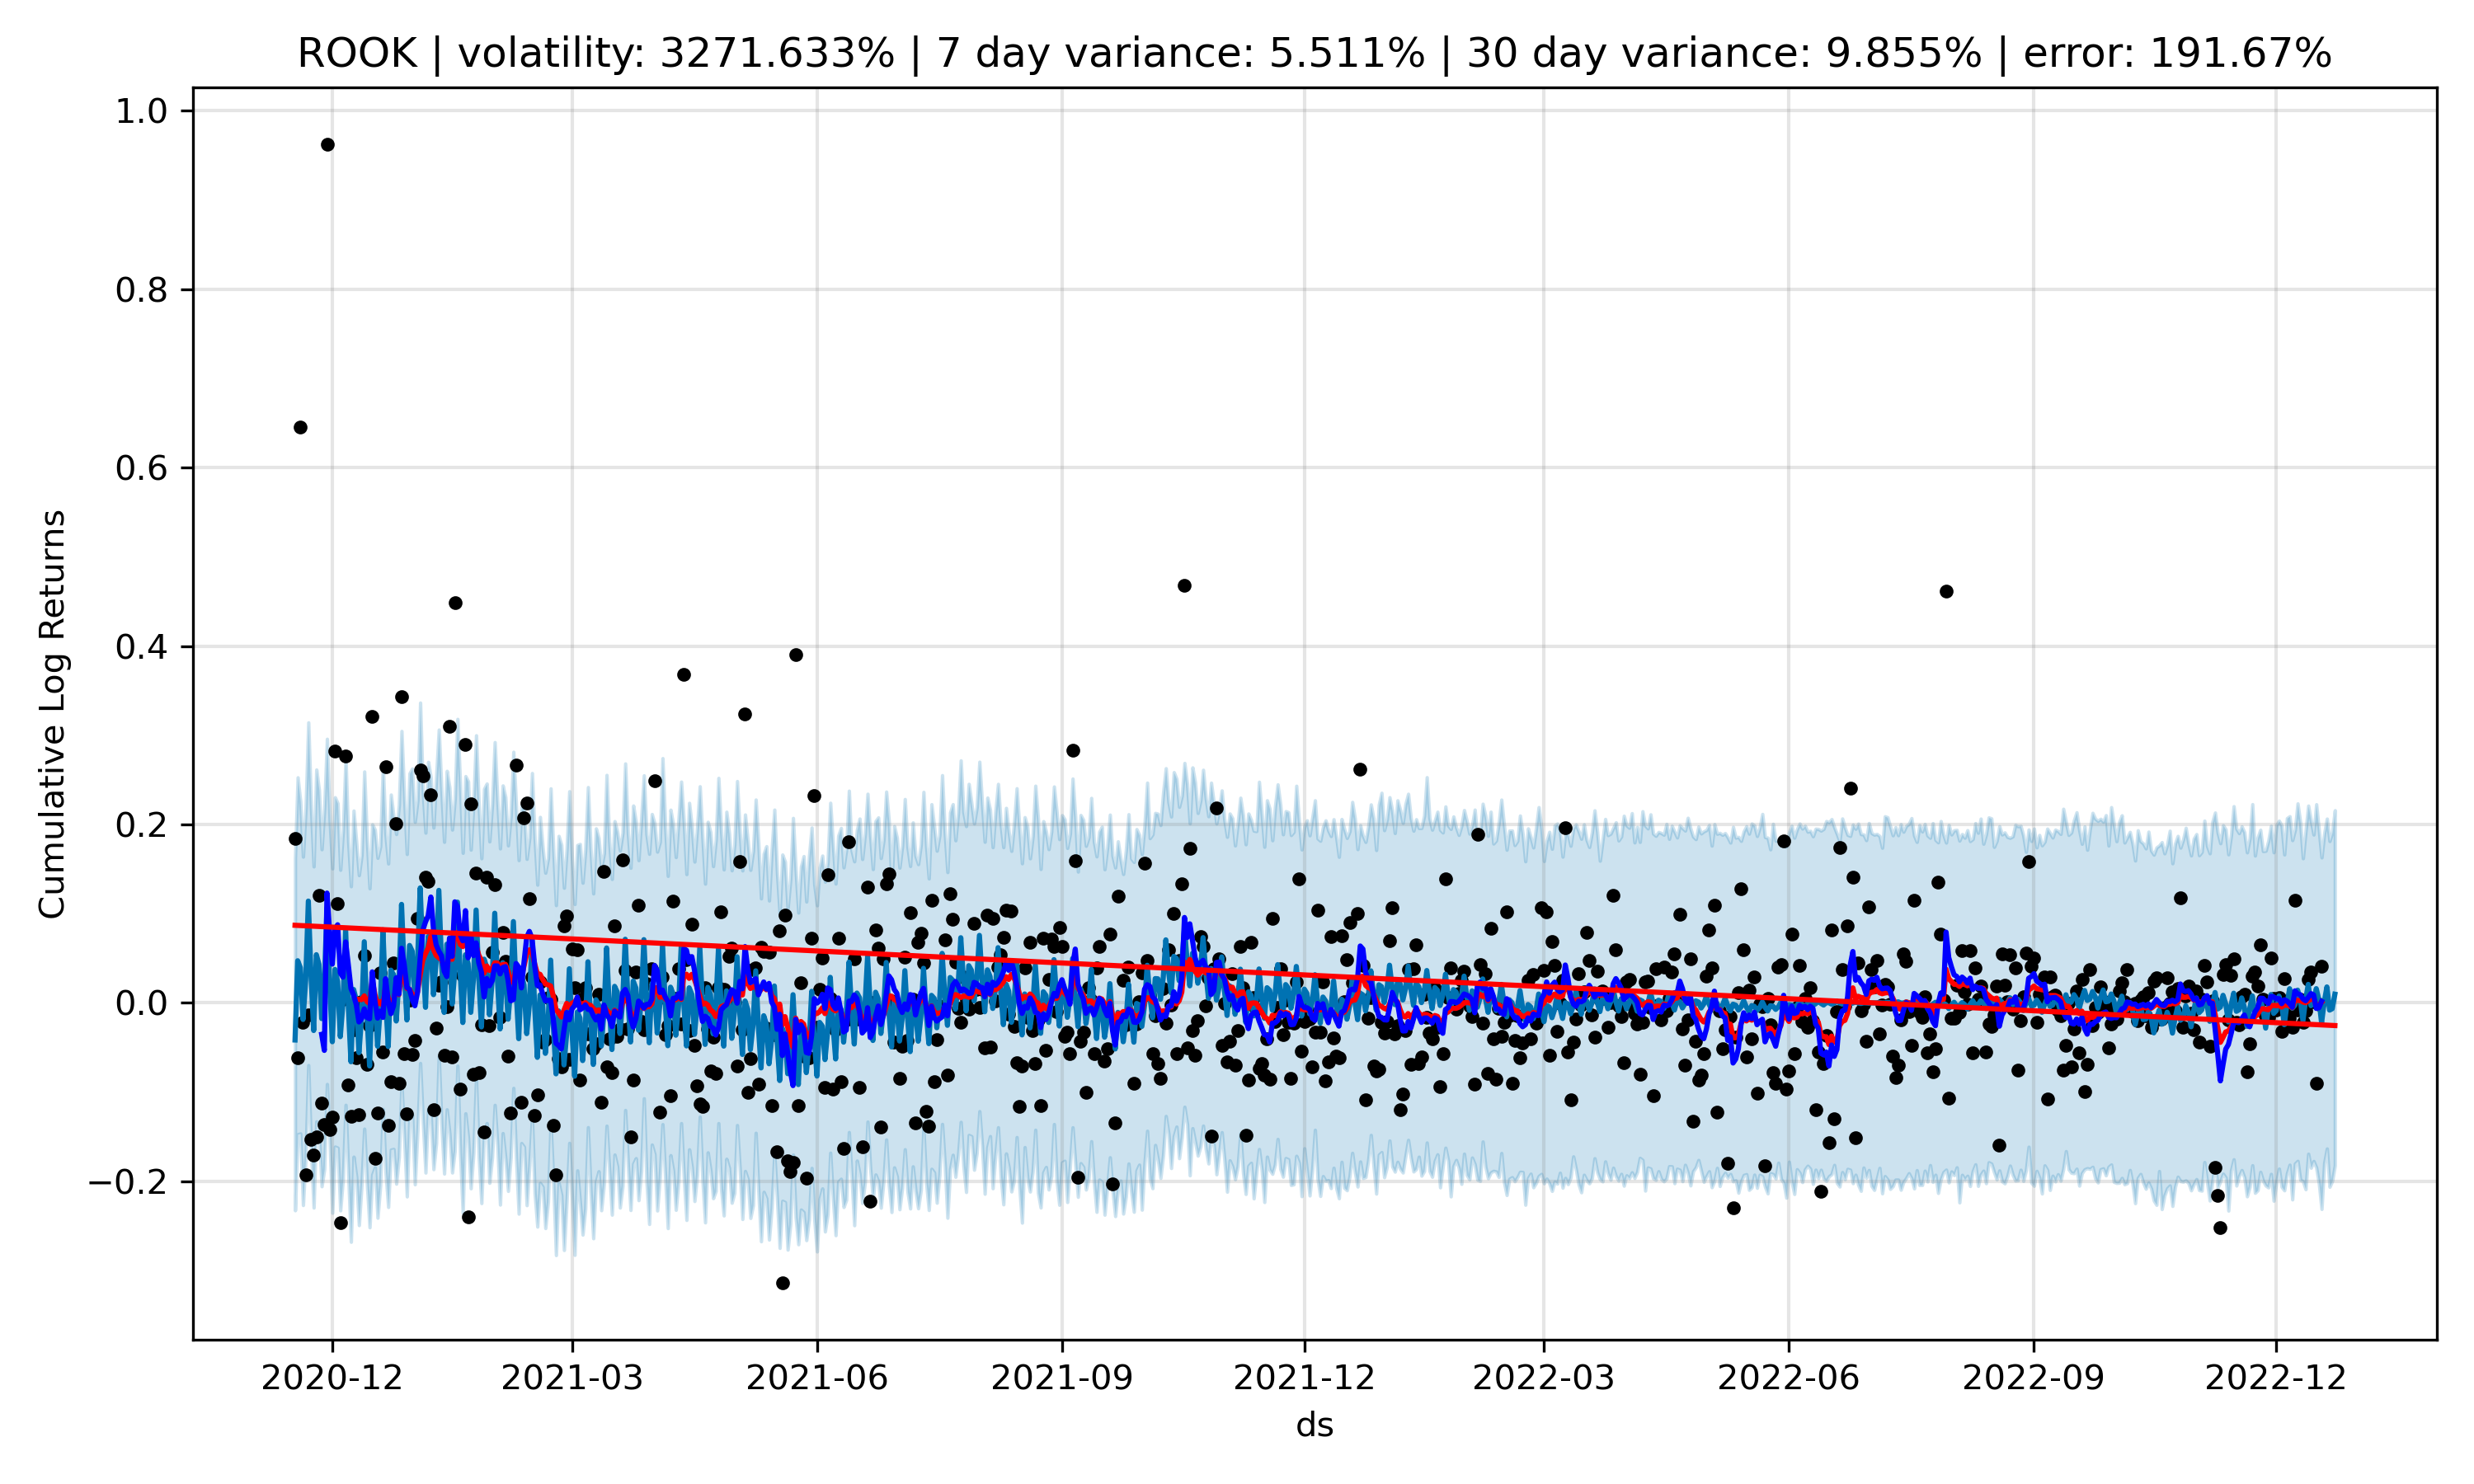 ROOK | volatility: 3271.633% | 7 day variance: 5.511% | 30 day variance: 9.855% | error: 191.67%
Cumulative Log Returns
1.0
0.8
0.6
0.4
0.2
0.0
−0.2
2020-12 2021-03 2021-06 2021-09 2021-12 2022-03 2022-06 2022-09 2022-12
ds